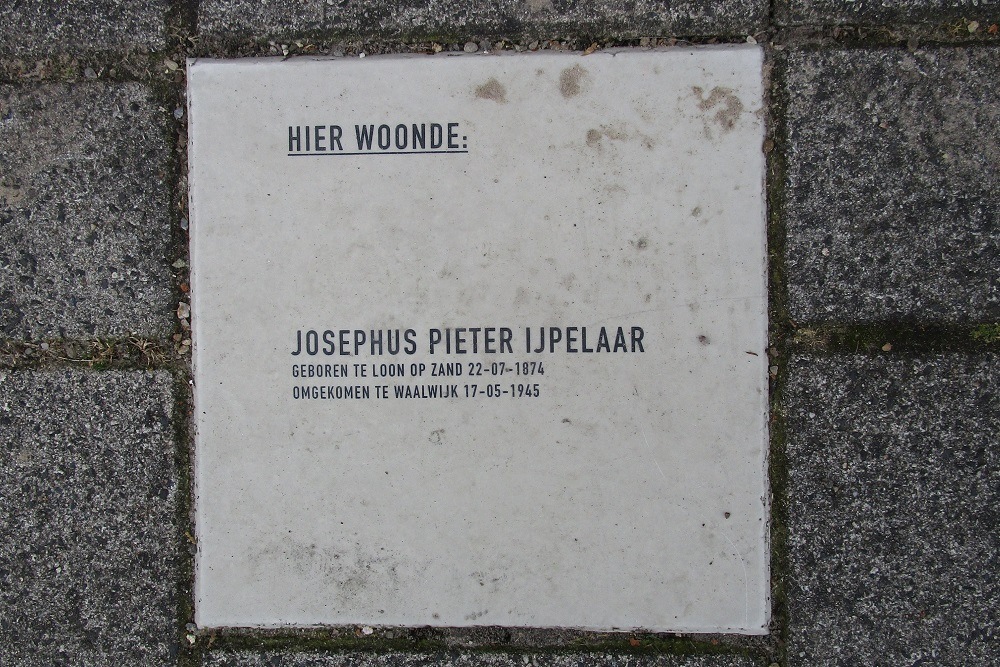 HIER WOONDE:
JOSEPHUS PIETER IJPELAAR
GEBOREN TE LOON OP ZAND 22-07-1874
OMGEKOMEN TE WAALWIJK 17-05-1945